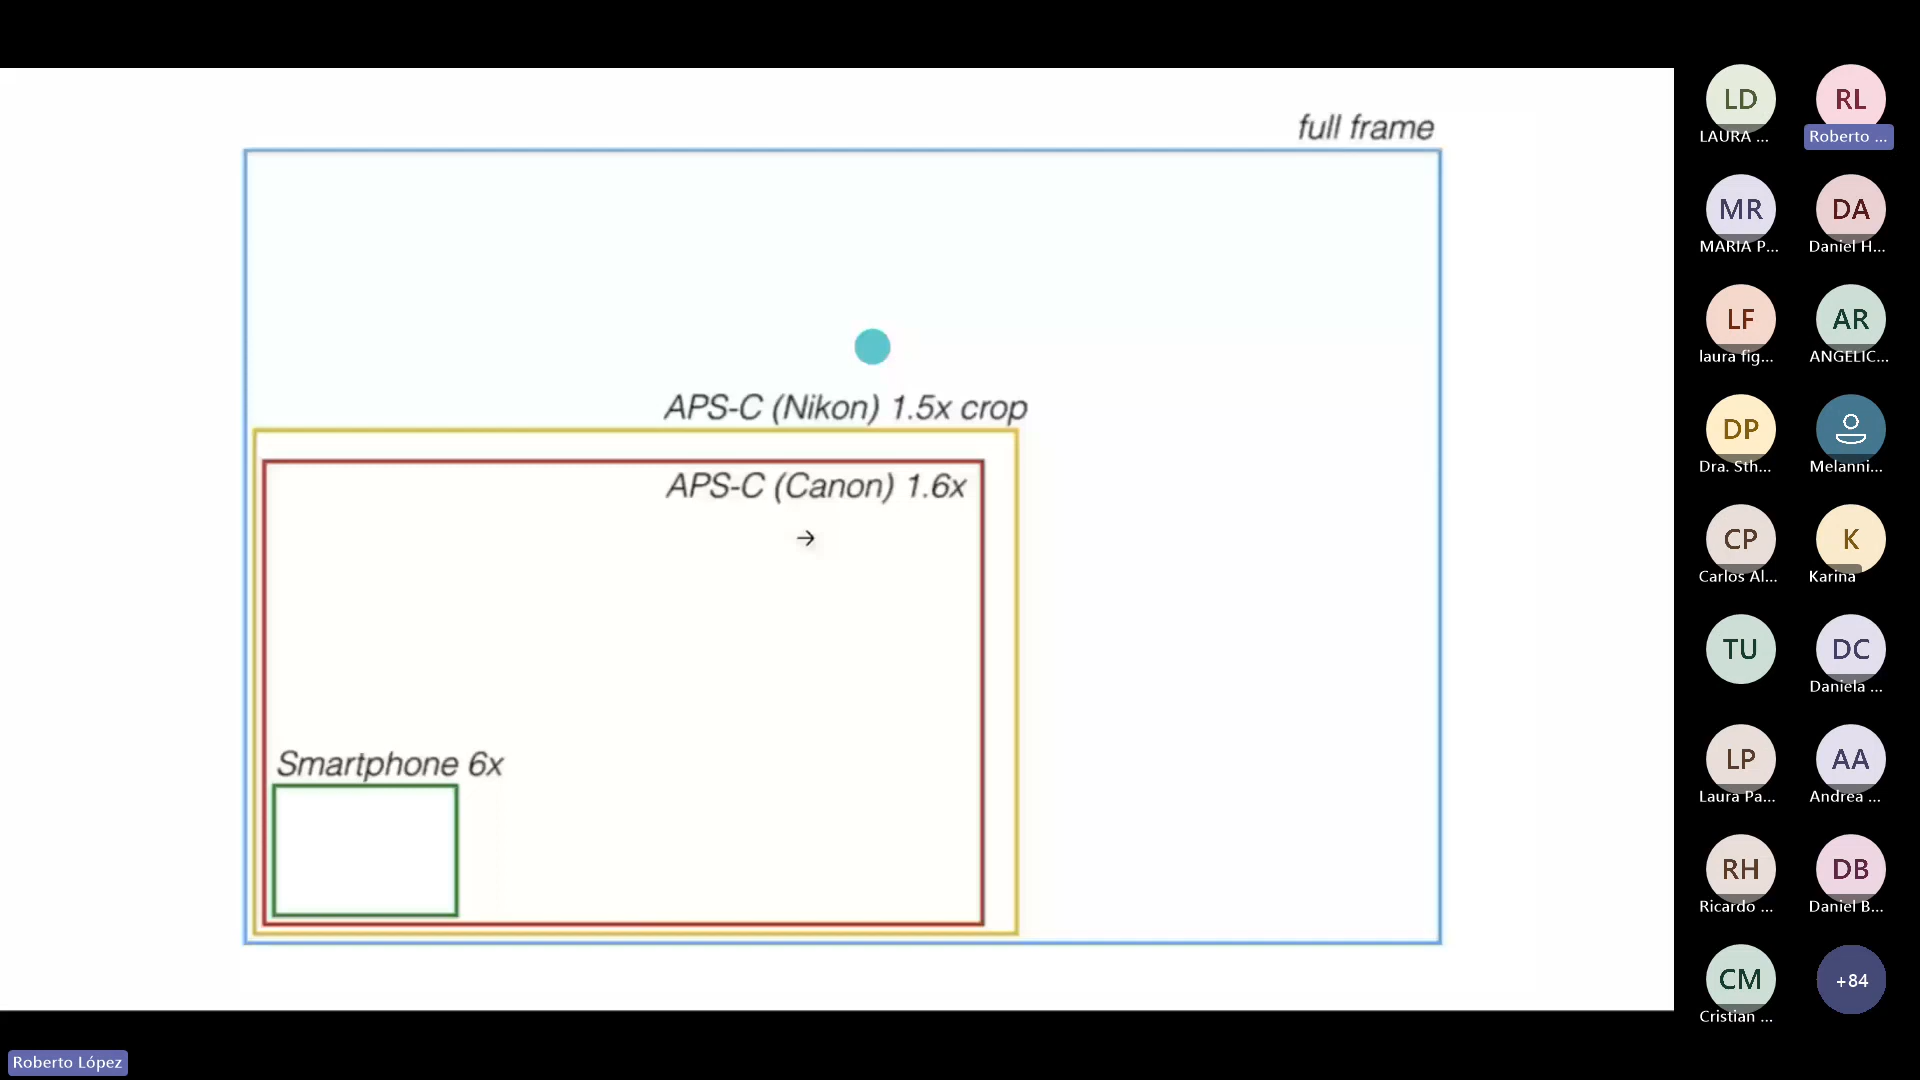 full frame
APS-C (Nikon) 1.5x crop
APS-C (Canon) 1.6x
Smartphone 6x
LD
LAURA ...
RL
Roberto ...
MR
MARIA P...
DA
Daniel H...
LF
laura fig...
AR
ANGELIC...
DP
Dra. Sth...
Melanni...
CP
Carlos Al...
K
Karina
TU
DC
Daniela ...
LP
Laura Pa...
AA
Andrea ...
RH
Ricardo ...
DB
Daniel B...
CM
Cristian ...
+84
Roberto López